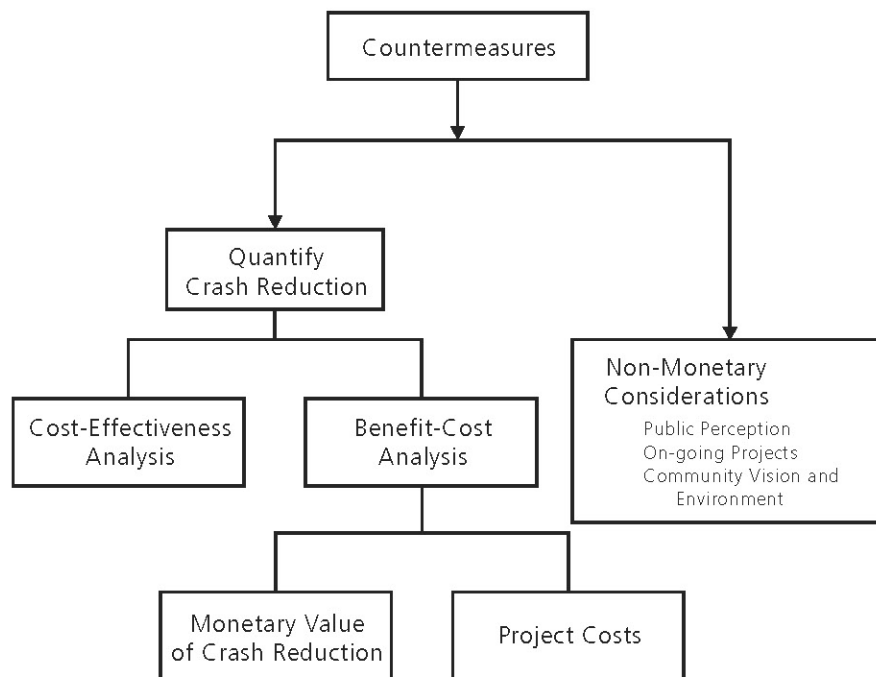 Countermeasures
Quantify
Crash Reduction
Non-Monetary
Considerations
Public Perception
On-going Projects
Community Vision and
Environment
Cost-Effectiveness
Analysis
Benefit-Cost
Analysis
Monetary Value
of Crash Reduction
Project Costs